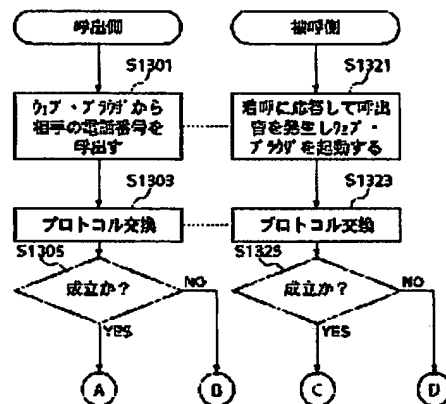 呼出側
被呼側
S1301
S1321
ウェブ・ブラウザから
相手の電話番号を
呼出す
着呼に応答して呼出
音を発生しウェブ・
ブラウザを起動する
S1303
S1323
プロトコル交換
プロトコル交換
S1305
S1325
成立か?
NO
成立か?
NO
YES
YES
A
B
C
D